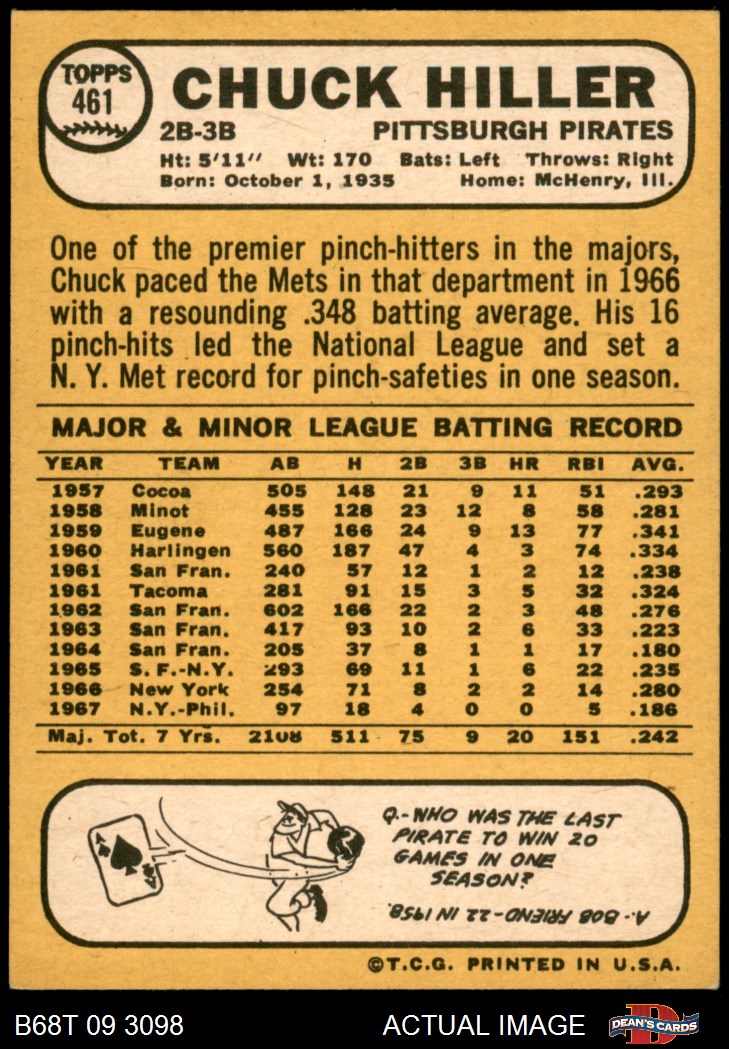 TOPPS
461
CHUCK HILLER
2B-3B PITTSBURGH PIRATES
Ht: 5'11" Wt: 170 Bats: Left Throws: Right
Born: October 1, 1935 Home: McHenry, Ill.
One of the premier pinch-hitters in the majors,
Chuck paced the Mets in that department in 1966
with a resounding .348 batting average. His 16
pinch-hits led the National League and set a
N. Y. Met record for pinch-safeties in one season.
MAJOR & MINOR LEAGUE BATTING RECORD
YEAR TEAM AB H 2B 3B HR RBI AVG.
1957 Cocoa 505 148 21 9 11 51 .293
1958 Minot 455 128 23 12 8 58 .281
1959 Eugene 487 166 24 9 13 77 .341
1960 Harlingen 560 187 47 4 3 74 .334
1961 San Fran. 240 57 12 1 2 12 .238
1961 Tacoma 281 91 15 3 5 32 .324
1962 San Fran. 602 166 22 2 3 48 .276
1963 San Fran. 417 93 10 2 6 33 .223
1964 San Fran. 205 37 8 1 1 17 .180
1965 S. F.-N.Y. 293 69 11 1 6 22 .235
1966 New York 254 71 8 2 2 14 .280
1967 N.Y.-Phil. 97 18 4 0 0 5 .186
Maj. Tot. 7 Yrs. 2108 511 75 9 20 151 .242
A
A
Q.-WHO WAS THE LAST
PIRATE TO WIN 20
GAMES IN ONE
SEASON?
A.-BOB FRIEND-22 IN 1958.
©T.C.G. PRINTED IN U.S.A.
B68T 09 3098 ACTUAL IMAGE
D
DEAN'S CARDS